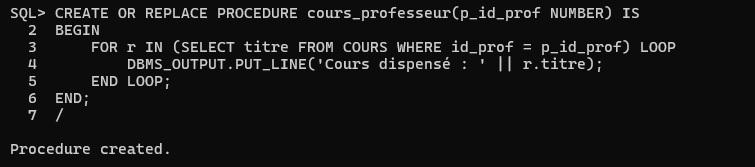 SQL> CREATE OR REPLACE PROCEDURE cours_professeur(p_id_prof NUMBER) IS
  2  BEGIN
  3      FOR r IN (SELECT titre FROM COURS WHERE id_prof = p_id_prof) LOOP
  4          DBMS_OUTPUT.PUT_LINE('Cours dispensé : ' || r.titre);
  5      END LOOP;
  6  END;
  7  /
Procedure created.